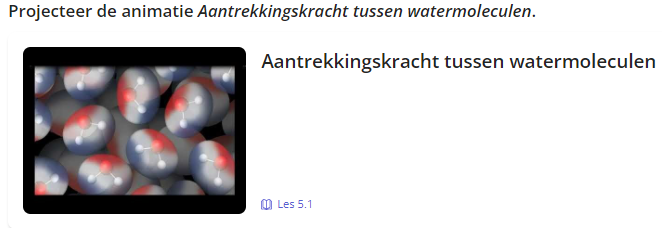 Projecteer de animatie Aantrekkingskracht tussen watermoleculen.
Aantrekkingskracht tussen watermoleculen
Les 5.1